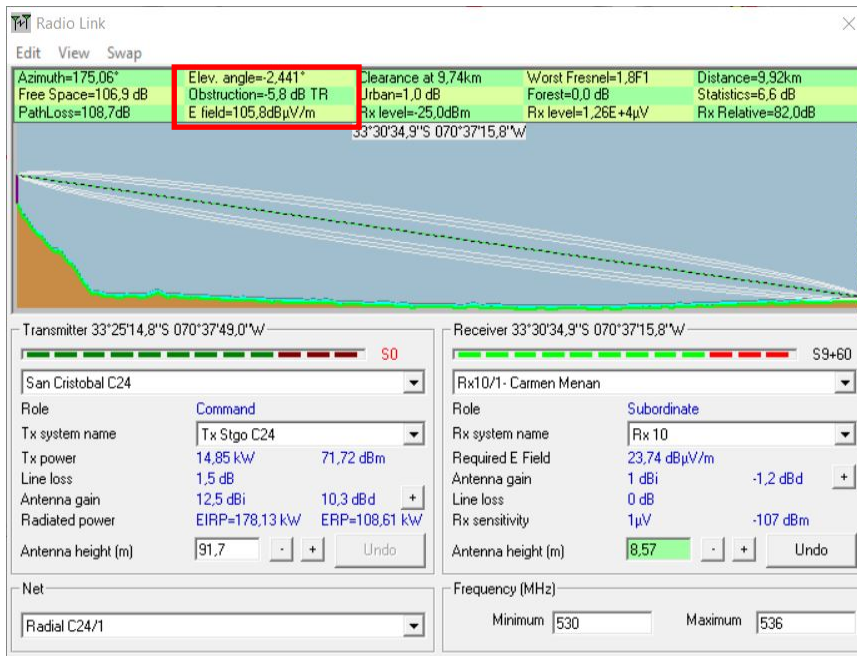 Radio Link
Edit View Swap
Azimuth=175,06° Elev. angle=-2,441° Clearance at 9,74km Worst Fresnel=1,8F1 Distance=9,92km
Free Space=106,9 dB Obstruction=-5,8 dB TR Urban=1,0 dB Forest=0,0 dB Statistics=6,6 dB
PathLoss=108,7dB E field=105,8dBµV/m Rx level=-25,0dBm Rx level=1,26E+4µV Rx Relative=82,0dB
33°30'34,9"S 070°37'15,8"W
Transmitter 33°25'14,8"S 070°37'49,0"W
S0
San Cristobal C24
Role Command
Tx system name Tx Stgo C24
Tx power 14,85 kW 71,72 dBm
Line loss 1,5 dB
Antenna gain 12,5 dBi 10,3 dBd +
Radiated power EIRP=178,13 kW ERP=108,61 kW
Antenna height (m) 91,7 - + Undo
Net
Radial C24/1
Receiver 33°30'34,9"S 070°37'15,8"W
S9+60
Rx10/1- Carmen Menan
Role Subordinate
Rx system name Rx 10
Required E Field 23,74 dBµV/m
Antenna gain 1 dBi -1,2 dBd +
Line loss 0 dB
Rx sensitivity 1µV -107 dBm
Antenna height (m) 8,57 - + Undo
Frequency (MHz)
Minimum 530 Maximum 536